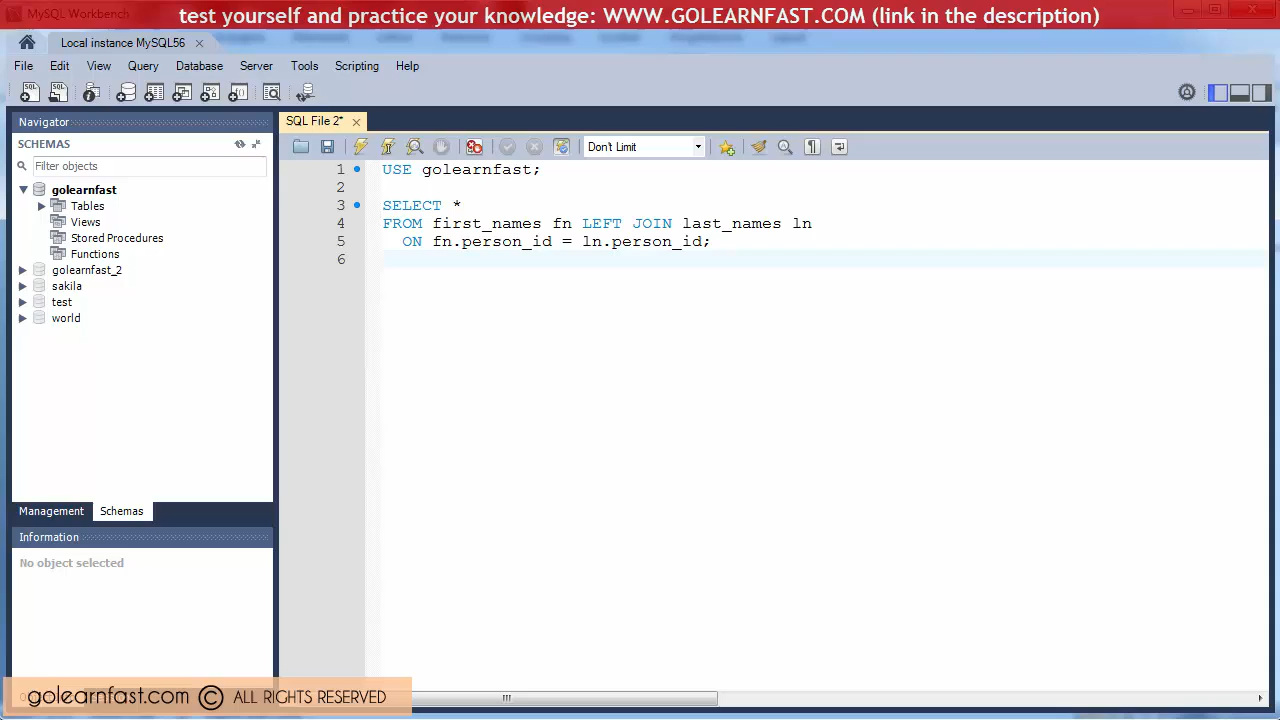 MySQL Workbench
test yourself and practice your knowledge: WWW.GOLEARNFAST.COM (link in the description)
Local instance MySQL56
File Edit View Query Database Server Tools Scripting Help
Navigator
SCHEMAS
Filter objects
golearnfast
Tables
Views
Stored Procedures
Functions
golearnfast_2
sakila
test
world
Management Schemas
Information
No object selected
SQL File 2*
Don't Limit
1 USE golearnfast;
2
3 SELECT *
4 FROM first_names fn LEFT JOIN last_names ln
5 ON fn.person_id = ln.person_id;
6
golearnfast.com © ALL RIGHTS RESERVED